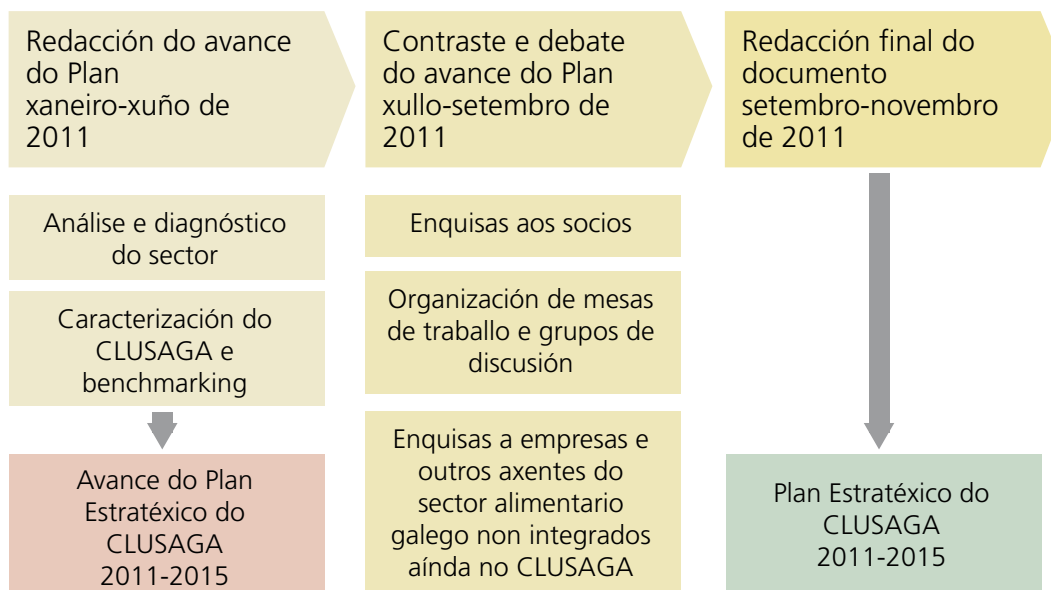 Redacción do avance
do Plan
xaneiro-xuño de
2011
Contraste e debate
do avance do Plan
xullo-setembro de
2011
Redacción final do
documento
setembro-novembro
de 2011
Análise e diagnóstico
do sector
Caracterización do
CLUSAGA e
benchmarking
Avance do Plan
Estratéxico do
CLUSAGA
2011-2015
Enquisas aos socios
Organización de mesas
de traballo e grupos de
discusión
Enquisas a empresas e
outros axentes do
sector alimentario
galego non integrados
aínda no CLUSAGA
Plan Estratéxico do
CLUSAGA
2011-2015